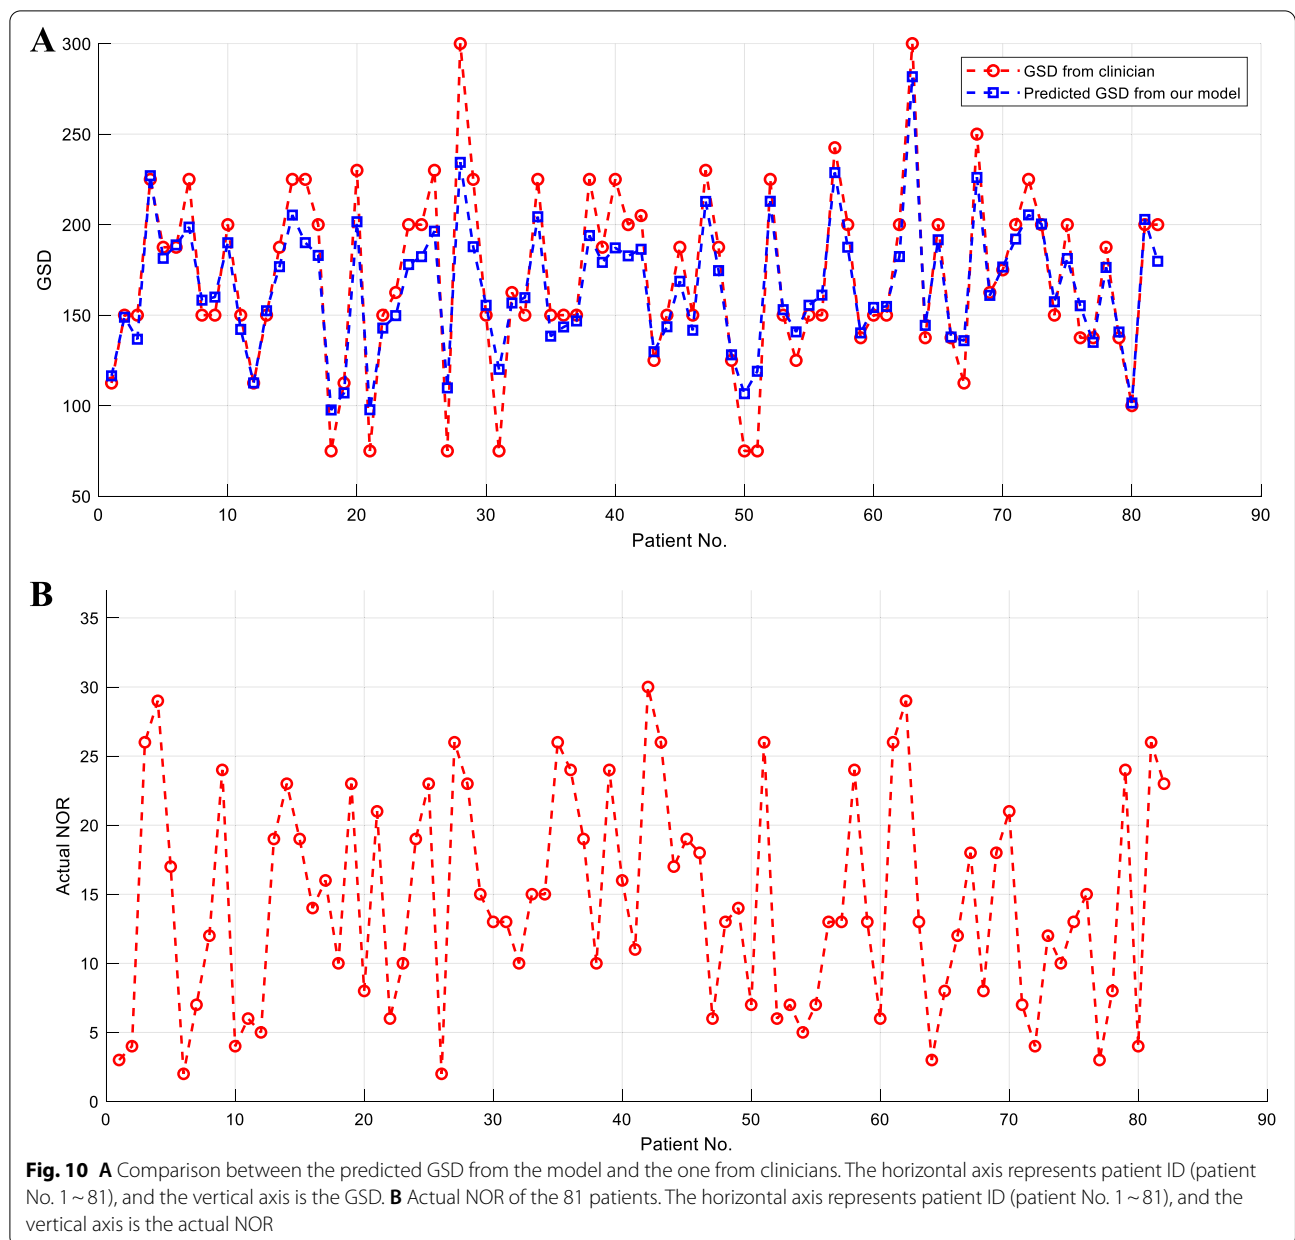 A
300
250
200
150
100
50
GSD
GSD from clinician
Predicted GSD from our model
0 10 20 30 40 50 60 70 80 90
Patient No.
B
35
30
25
20
15
10
5
0
Actual NOR
0 10 20 30 40 50 60 70 80 90
Patient No.
Fig. 10 A Comparison between the predicted GSD from the model and the one from clinicians. The horizontal axis represents patient ID (patient
No. 1 ~ 81), and the vertical axis is the GSD. B Actual NOR of the 81 patients. The horizontal axis represents patient ID (patient No. 1 ~ 81), and the
vertical axis is the actual NOR